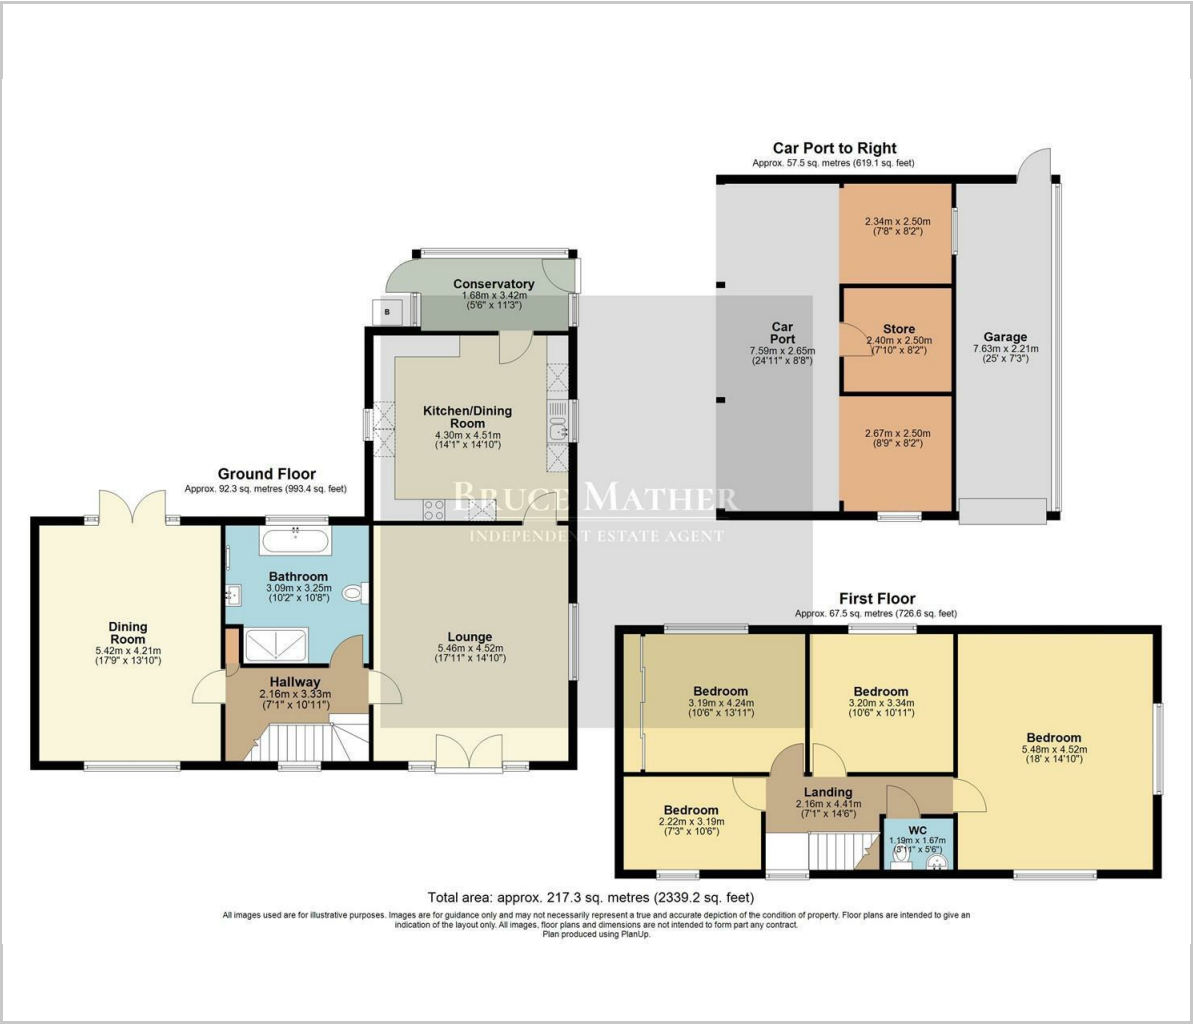 Car Port to Right
Approx. 57.5 sq. metres (619.1 sq. feet)
2.34m x 2.50m
(7'8" x 8'2")
Car
Port
7.59m x 2.65m
(24'11" x 8'8")
Store
2.40m x 2.50m
(7'10" x 8'2")
Garage
7.63m x 2.21m
(25' x 7'3")
2.67m x 2.50m
(8'9" x 8'2")
Ground Floor
Approx. 92.3 sq. metres (993.4 sq. feet)
Conservatory
1.68m x 3.42m
(5'6" x 11'3")
B
Kitchen/Dining
Room
4.30m x 4.51m
(14'1" x 14'10")
BRUCE MATHER
INDEPENDENT ESTATE AGENT
Bathroom
3.09m x 3.25m
(10'2" x 10'8")
Dining
Room
5.42m x 4.21m
(17'9" x 13'10")
Lounge
5.46m x 4.52m
(17'11" x 14'10")
Hallway
2.16m x 3.33m
(7'1" x 10'11")
First Floor
Approx. 67.5 sq. metres (726.6 sq. feet)
Bedroom
3.19m x 4.24m
(10'6" x 13'11")
Bedroom
3.20m x 3.34m
(10'6" x 10'11")
Bedroom
5.48m x 4.52m
(18' x 14'10")
Bedroom
2.22m x 3.19m
(7'3" x 10'6")
Landing
2.16m x 4.41m
(7'1" x 14'6")
WC
1.19m x 1.67m
(3'11" x 5'6")
Total area: approx. 217.3 sq. metres (2339.2 sq. feet)
All images used are for illustrative purposes. Images are for guidance only and may not necessarily represent a true and accurate depiction of the condition of property. Floor plans are intended to give an
indication of the layout only. All images, floor plans and dimensions are not intended to form part any contract.
Plan produced using PlanUp.